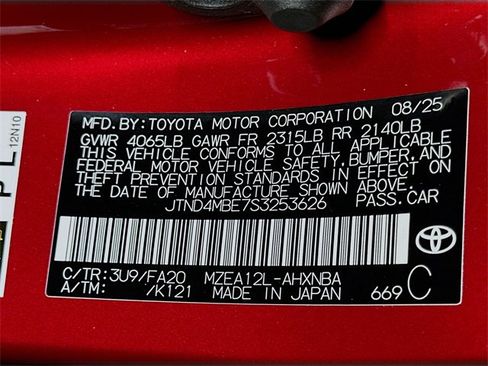 MFD.BY:TOYOTA MOTOR CORPORATION 08/25
GVWR 4065LB GAWR FR 2315LB RR 2140LB
THIS VEHICLE CONFORMS TO ALL APPLICABLE
FEDERAL MOTOR VEHICLE SAFETY,BUMPER,AND
THEFT PREVENTION STANDARDS IN EFFECT ON
THE DATE OF MANUFACTURE SHOWN ABOVE.
JTND4MBE7S3253626 PASS.CAR
TOYOTA
C/TR:3U9/FA20 MZEA12L-AHXNBA
A/TM: /K121 MADE IN JAPAN 669 C
12N10
P L